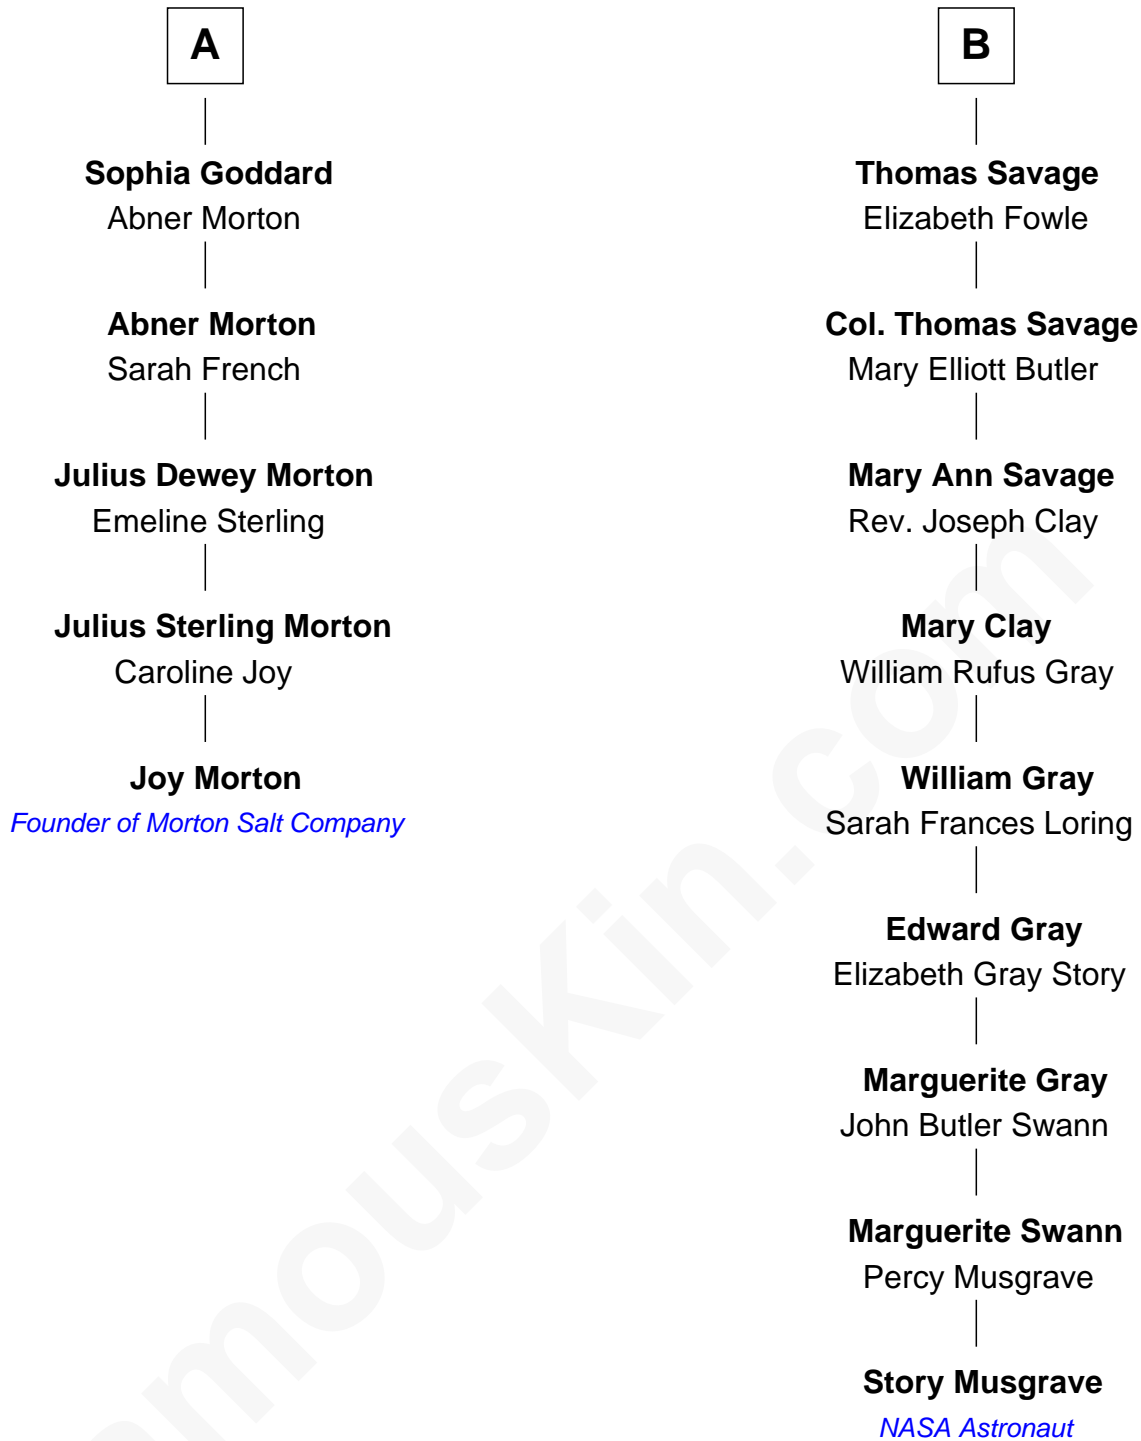 A
Sophia Goddard
Abner Morton
Abner Morton
Sarah French
Julius Dewey Morton
Emeline Sterling
Julius Sterling Morton
Caroline Joy
Joy Morton
Founder of Morton Salt Company
B
Thomas Savage
Elizabeth Fowle
Col. Thomas Savage
Mary Elliott Butler
Mary Ann Savage
Rev. Joseph Clay
Mary Clay
William Rufus Gray
William Gray
Sarah Frances Loring
Edward Gray
Elizabeth Gray Story
Marguerite Gray
John Butler Swann
Marguerite Swann
Percy Musgrave
Story Musgrave
NASA Astronaut
amouskin.com